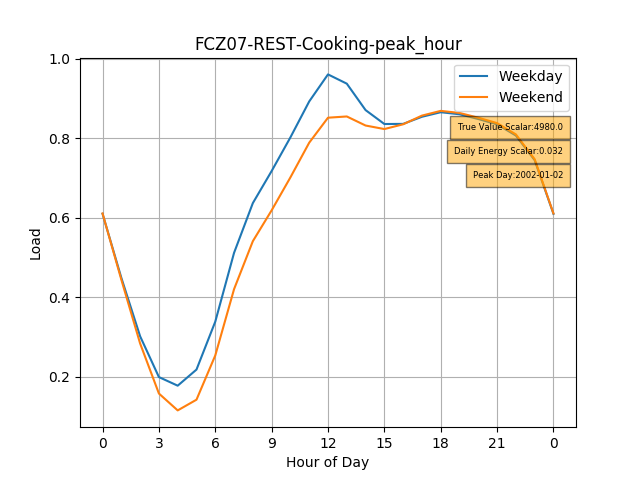 FCZ07-REST-Cooking-peak_hour
1.0
0.8
0.6
0.4
0.2
Load
Weekday
Weekend
True Value Scalar:4980.0
Daily Energy Scalar:0.032
Peak Day:2002-01-02
0 3 6 9 12 15 18 21 0
Hour of Day